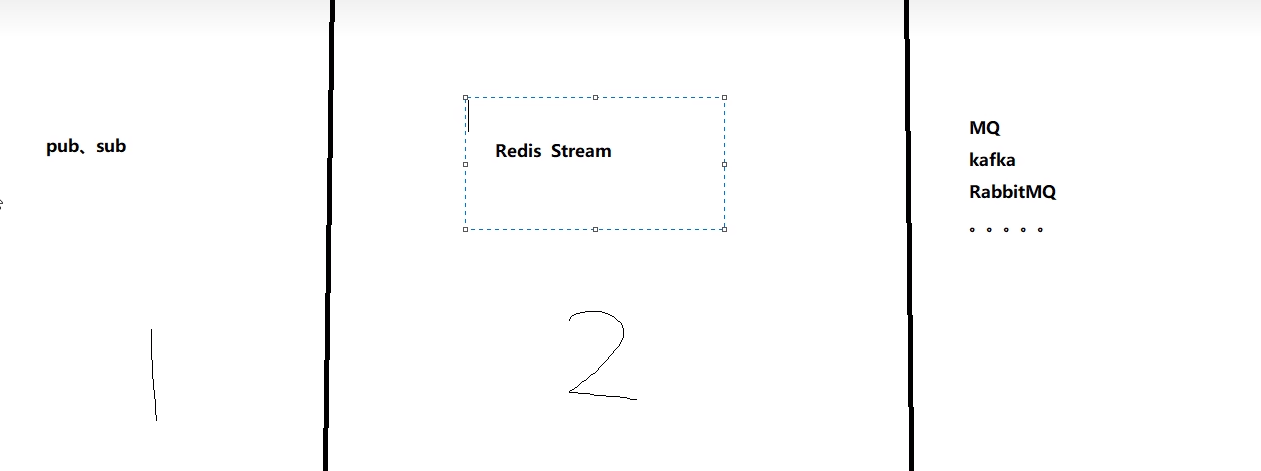 pub、sub
1
Redis Stream
2
MQ
kafka
RabbitMQ
。。。。。